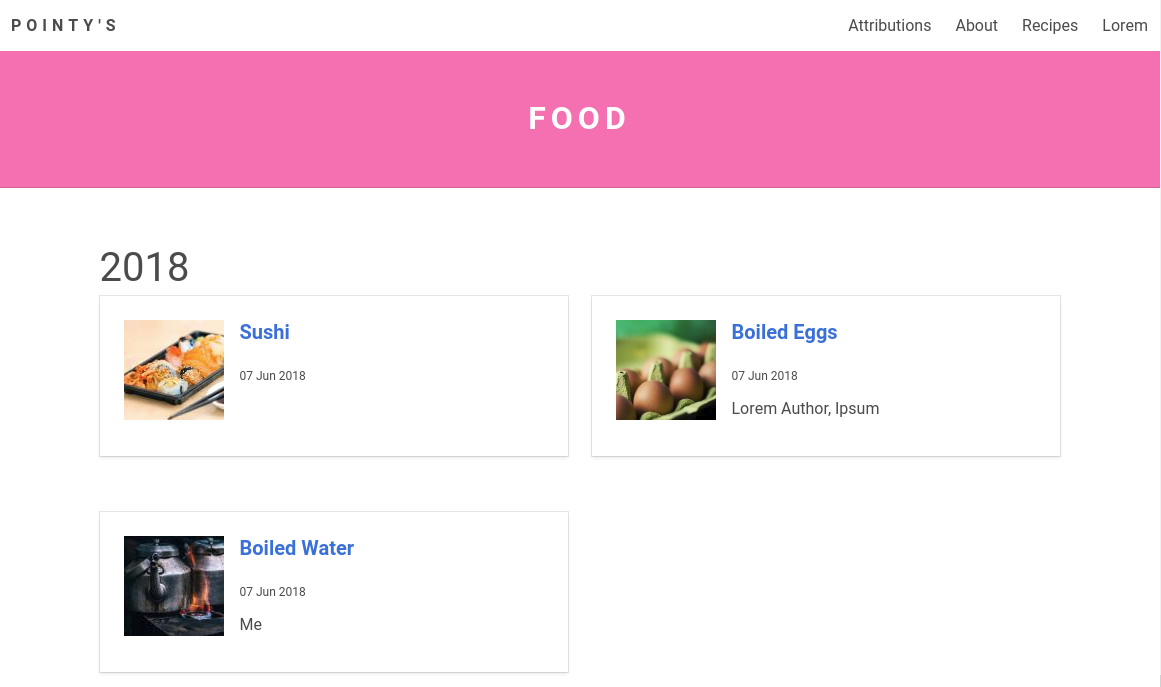 POINTY'S
Attributions About Recipes Lorem
FOOD
2018
Sushi
07 Jun 2018
Boiled Eggs
07 Jun 2018
Lorem Author, Ipsum
Boiled Water
07 Jun 2018
Me